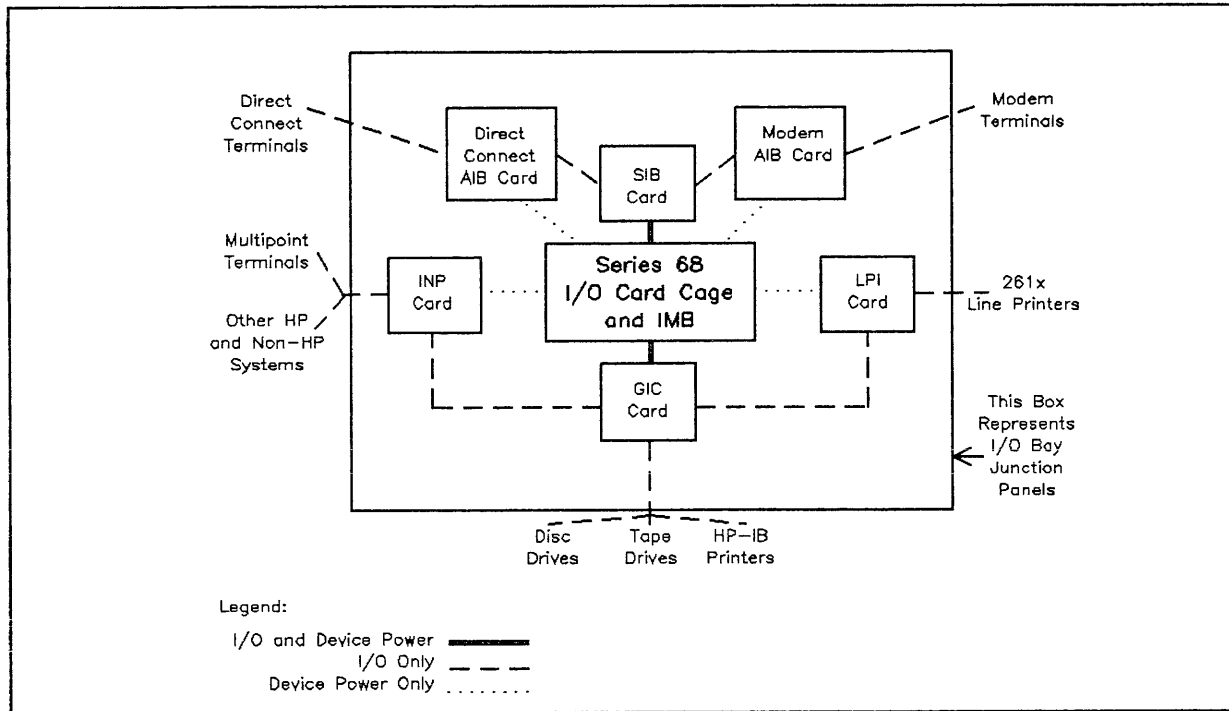 Direct
Connect
Terminals
Modem
Terminals
Direct
Connect
AIB Card
SIB
Card
Modem
AIB Card
Multipoint
Terminals
Other HP
and Non-HP
Systems
INP
Card
Series 68
I/O Card Cage
and IMB
LPI
Card
261x
Line Printers
GIC
Card
This Box
Represents
I/O Bay
Junction
Panels
Disc
Drives
Tape
Drives
HP-IB
Printers
Legend:
I/O and Device Power
I/O Only
Device Power Only